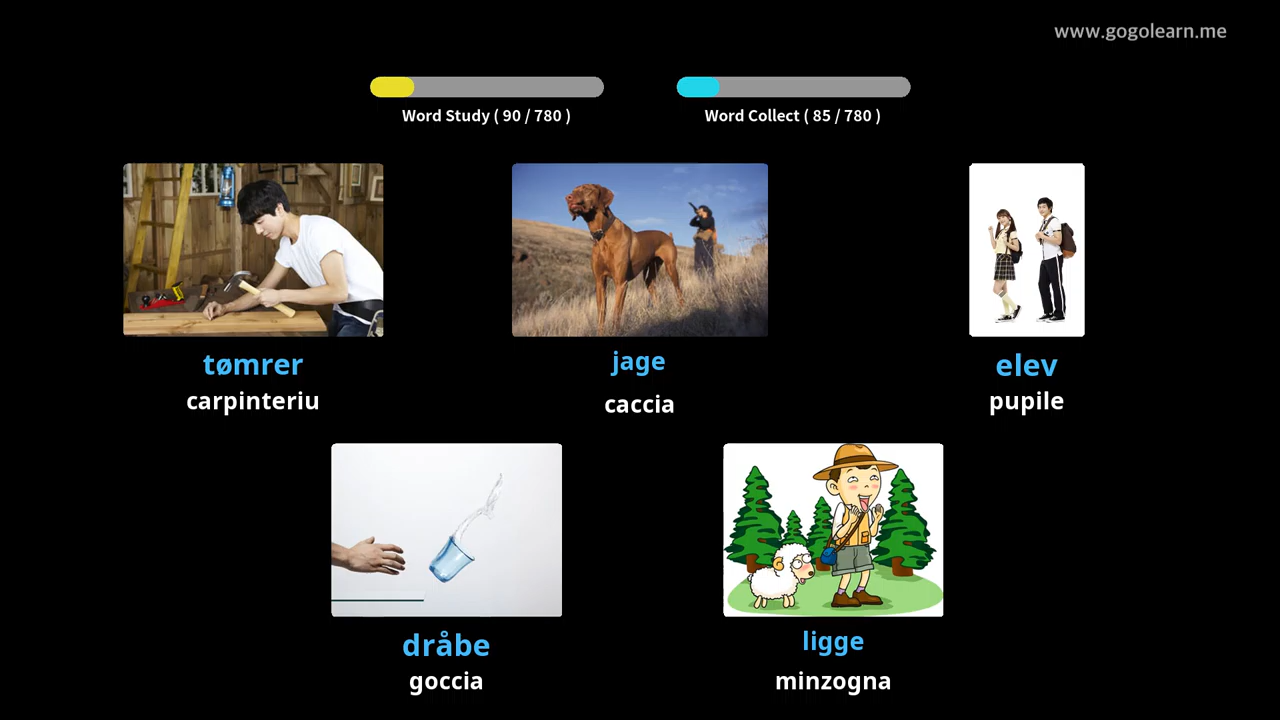 www.gogolearn.me
Word Study ( 90 / 780 )
Word Collect ( 85 / 780 )
tømrer
carpinteriu
jage
caccia
elev
pupile
dråbe
goccia
ligge
minzogna